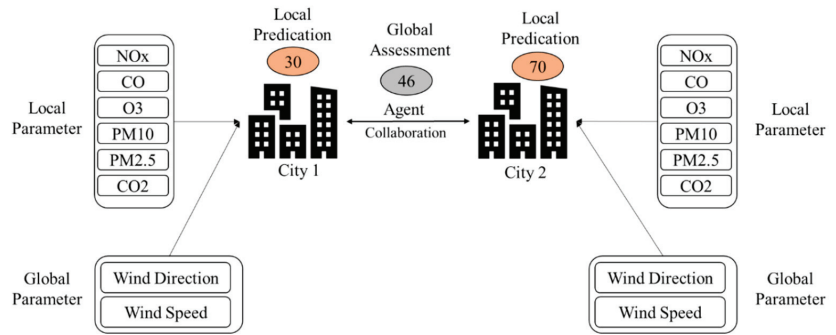 Local
Predication
30
Global
Assessment
46
Local
Predication
70
Local
Parameter
NOx
CO
O3
PM10
PM2.5
CO2
Agent
Collaboration
City 1
City 2
NOx
CO
O3
PM10
PM2.5
CO2
Local
Parameter
Global
Parameter
Wind Direction
Wind Speed
Wind Direction
Wind Speed
Global
Parameter